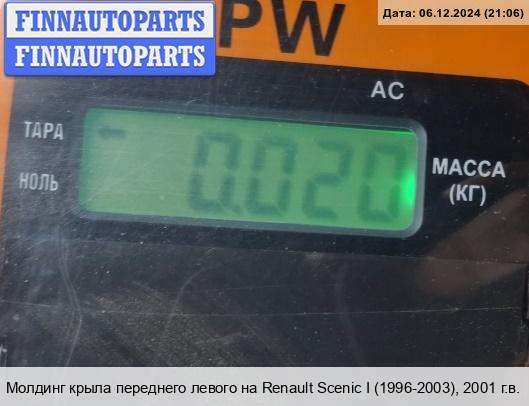 FINNAUTOPARTS
FINNAUTOPARTS
Дата: 06.12.2024 (21:06)
PW
AC
ТАРА
НОЛЬ
0.020
МАССА
(КГ)
Молдинг крыла переднего левого на Renault Scenic I (1996-2003), 2001 г.в.